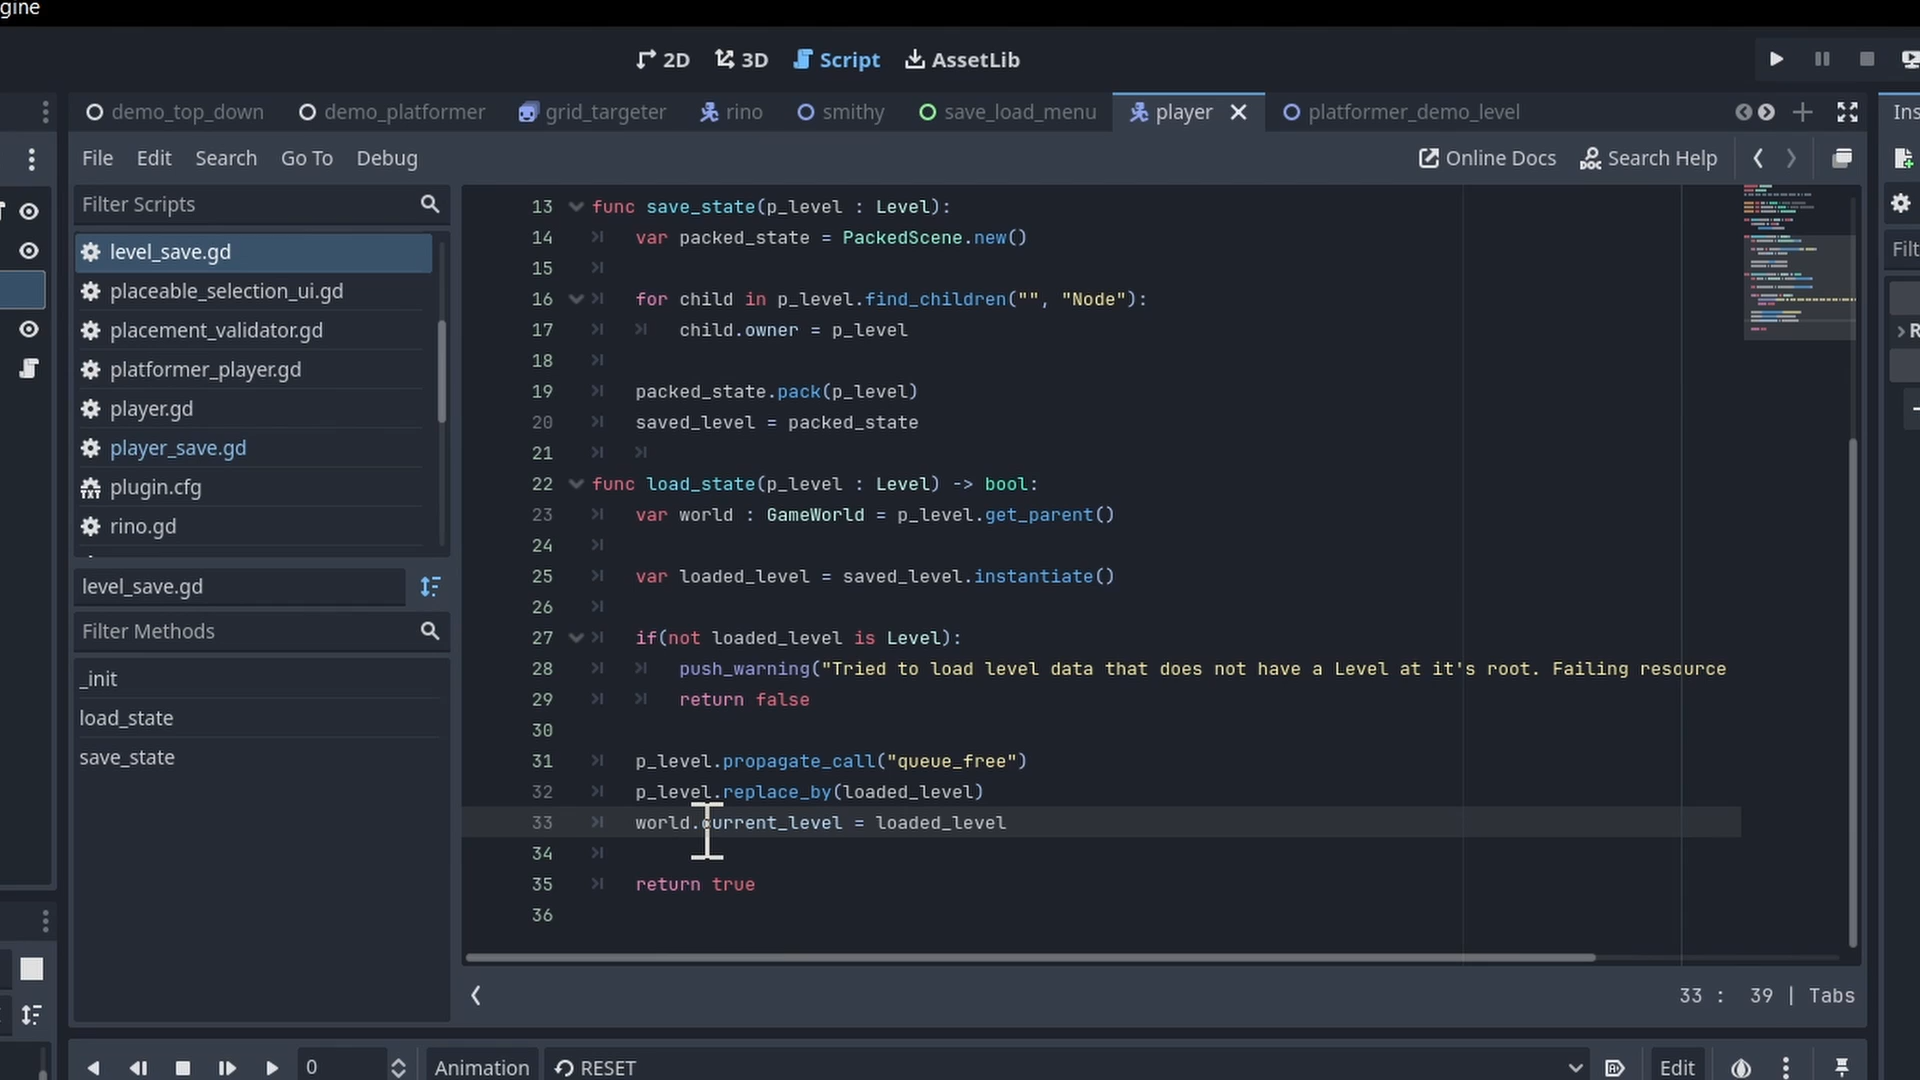 gine
2D 3D Script AssetLib
demo_top_down demo_platformer grid_targeter rino smithy save_load_menu player platformer_demo_level
Ins
File Edit Search Go To Debug Online Docs Search Help
Filter Scripts
level_save.gd
placeable_selection_ui.gd
placement_validator.gd
platformer_player.gd
player.gd
player_save.gd
plugin.cfg
rino.gd
level_save.gd
Filter Methods
_init
load_state
save_state
13 func save_state(p_level : Level):
14 var packed_state = PackedScene.new()
15
16 for child in p_level.find_children("", "Node"):
17 child.owner = p_level
18
19 packed_state.pack(p_level)
20 saved_level = packed_state
21
22 func load_state(p_level : Level) -> bool:
23 var world : GameWorld = p_level.get_parent()
24
25 var loaded_level = saved_level.instantiate()
26
27 if(not loaded_level is Level):
28 push_warning("Tried to load level data that does not have a Level at it's root. Failing resource
29 return false
30
31 p_level.propagate_call("queue_free")
32 p_level.replace_by(loaded_level)
33 world.current_level = loaded_level
34
35 return true
36
33 : 39 | Tabs
Filt
R
0 Animation RESET Edit